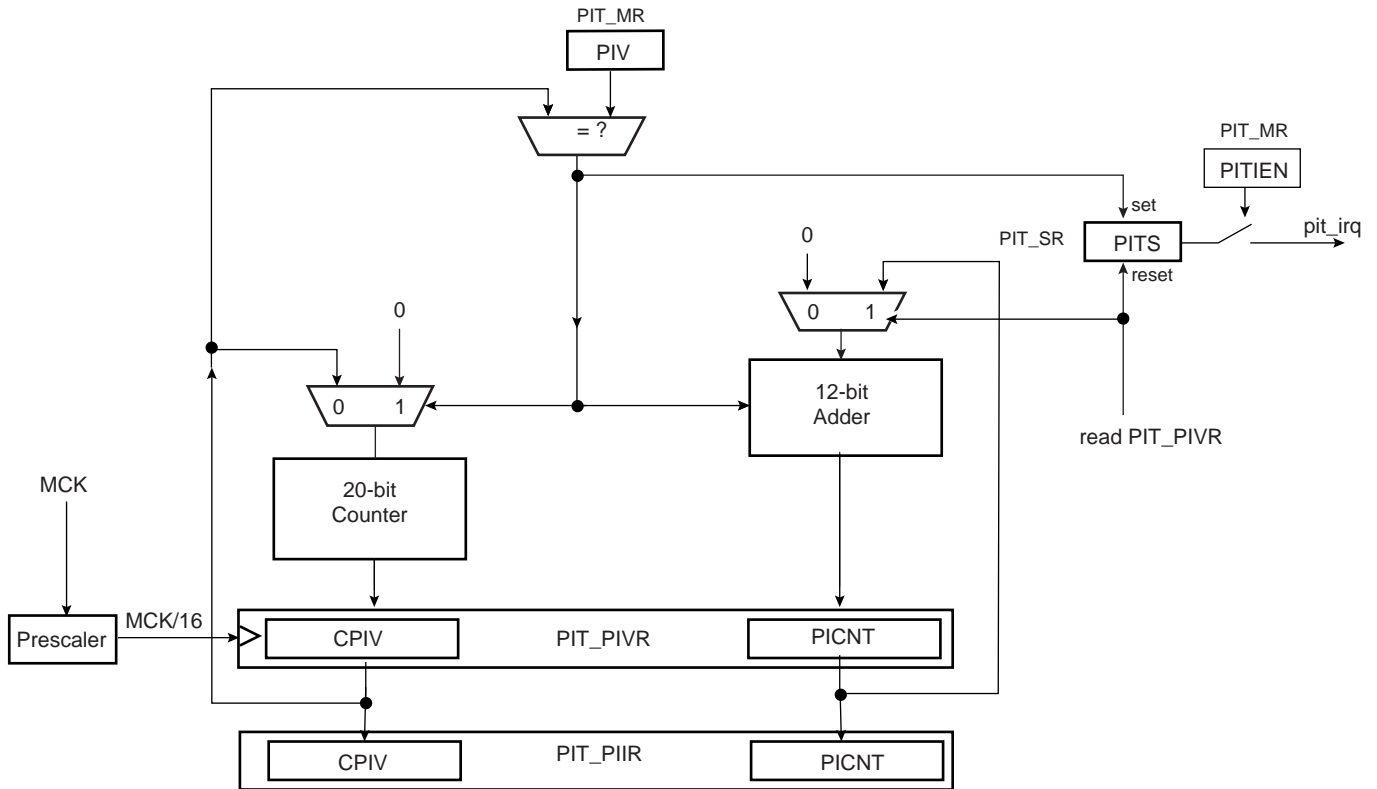 PIT_MR
PIV
= ?
PIT_MR
PITIEN
set
PIT_SR
PITS
pit_irq
reset
0
0 1
0
0 1
12-bit
Adder
read PIT_PIVR
MCK
20-bit
Counter
Prescaler
MCK/16
CPIV
PIT_PIVR
PICNT
CPIV
PIT_PIIR
PICNT